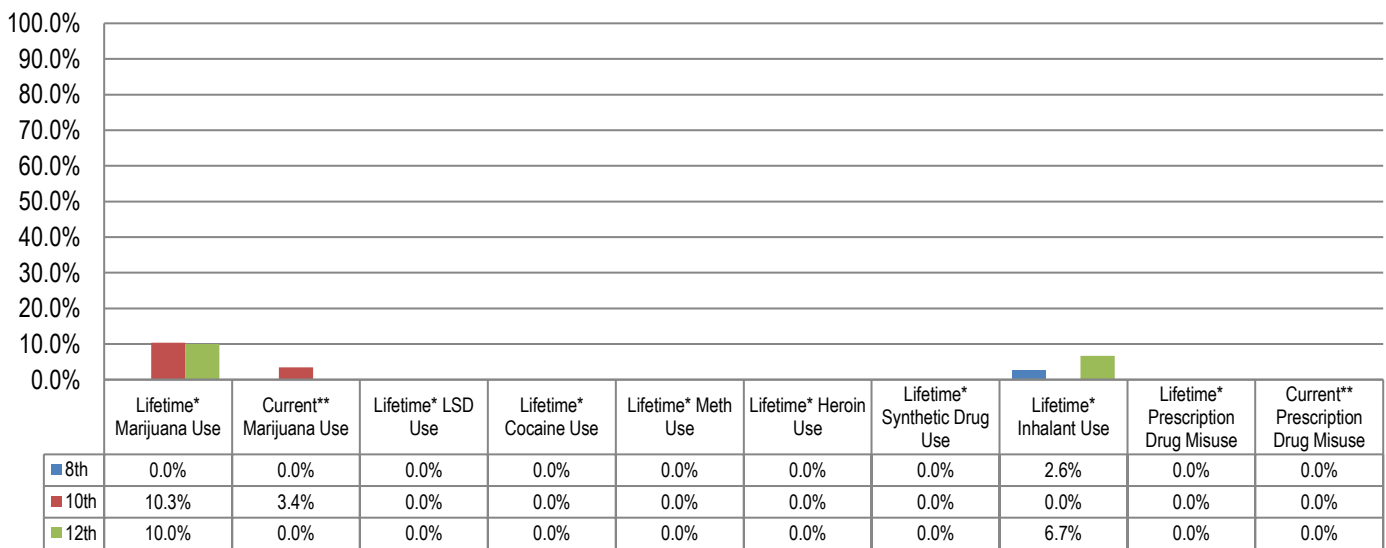 100.0%
90.0%
80.0%
70.0%
60.0%
50.0%
40.0%
30.0%
20.0%
10.0%
0.0%
Lifetime*
Marijuana Use
Current**
Marijuana Use
Lifetime* LSD
Use
Lifetime*
Cocaine Use
Lifetime* Meth
Use
Lifetime* Heroin
Use
Lifetime*
Synthetic Drug
Use
Lifetime*
Inhalant Use
Lifetime*
Prescription
Drug Misuse
Current**
Prescription
Drug Misuse
8th 0.0% 0.0% 0.0% 0.0% 0.0% 0.0% 0.0% 2.6% 0.0% 0.0%
10th 10.3% 3.4% 0.0% 0.0% 0.0% 0.0% 0.0% 0.0% 0.0% 0.0%
12th 10.0% 0.0% 0.0% 0.0% 0.0% 0.0% 0.0% 6.7% 0.0% 0.0%